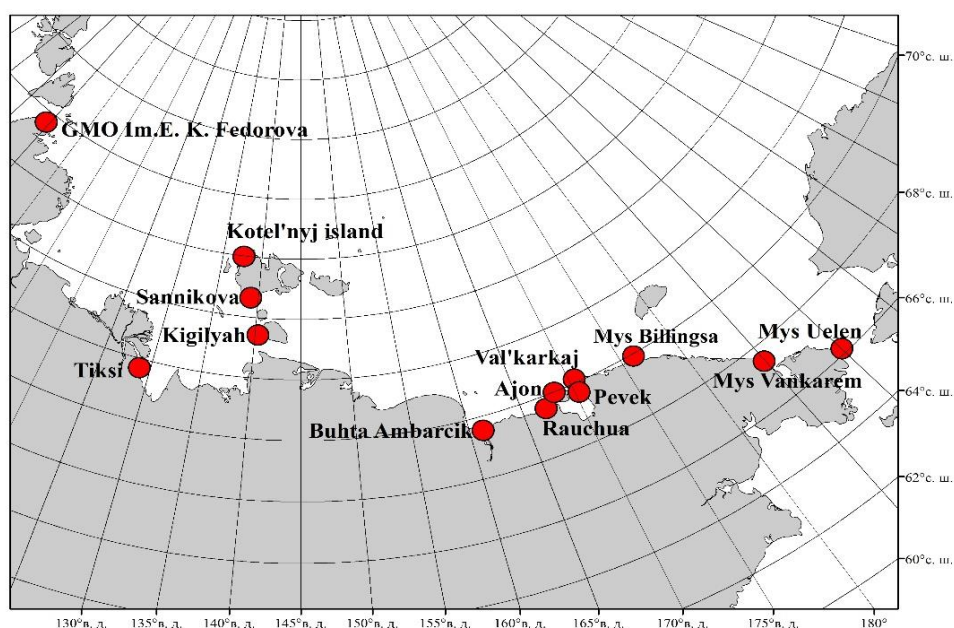 70°с. ш.
GMO Im.E. K. Fedorova
68°с. ш.
Kotel'nyj island
Sannikova
66°с. ш.
Kigilyah
Mys Billingsa
Mys Uelen
Val'karkaj
Tiksi
Mys Vankarem
64°с. ш.
Ajon
Pevek
Buhta Ambarcik
Rauchua
62°с. ш.
60°с. ш.
130°в. д. 135°в. д. 140°в. д. 145°в. д. 150°в. д. 155°в. д. 160°в. д. 165°в. д. 170°в. д. 175°в. д. 180°